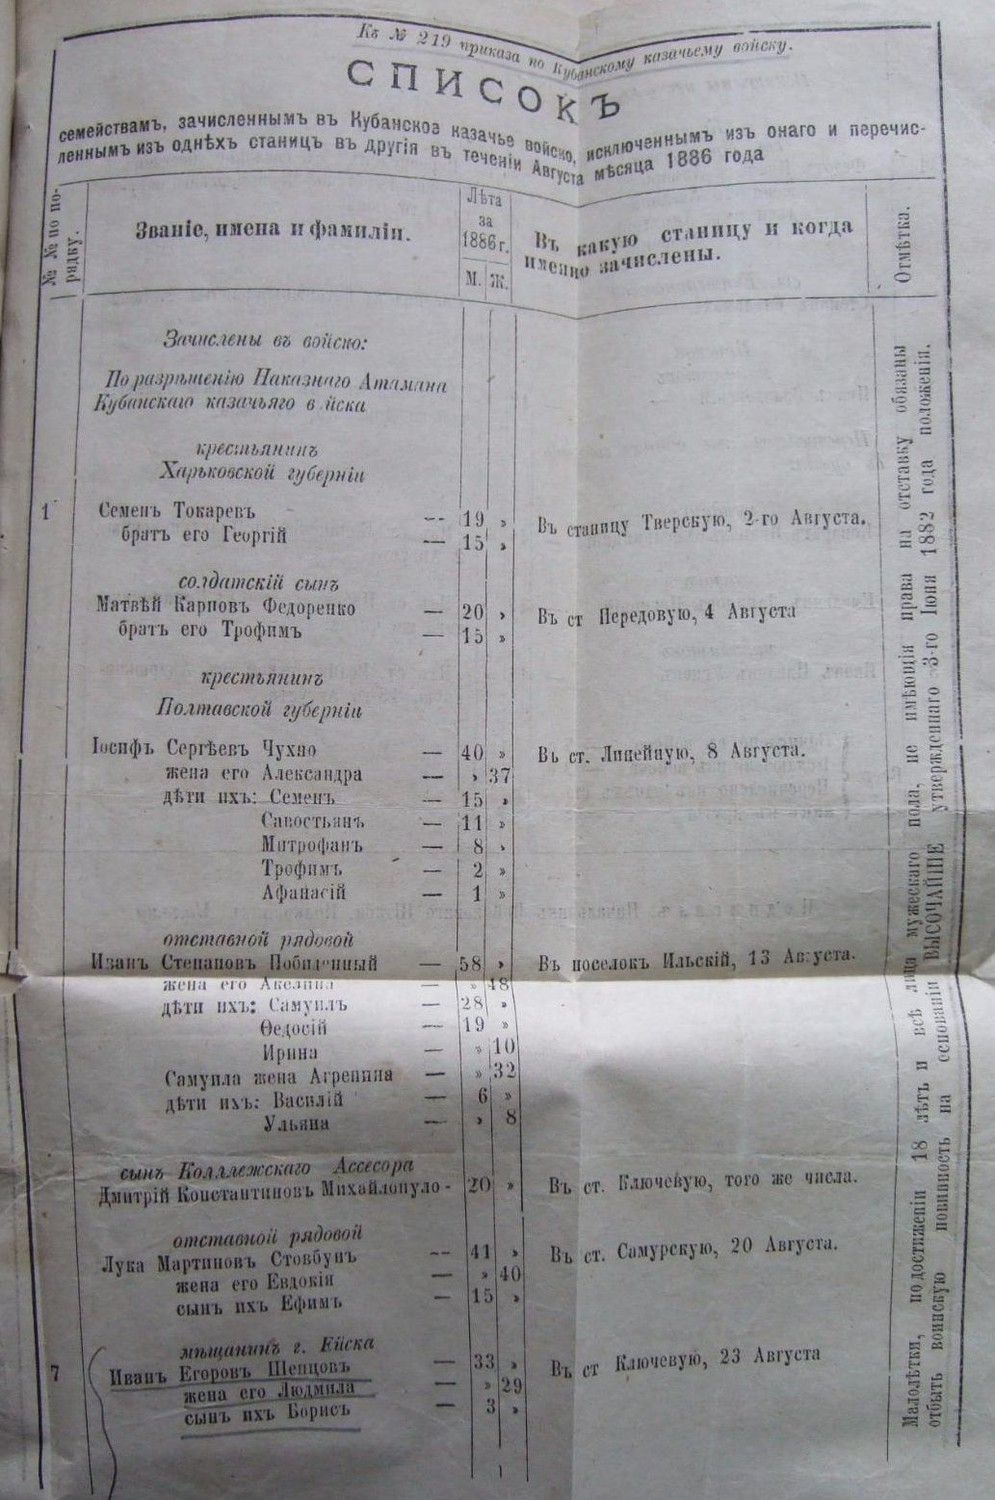 Къ № 219 приказа по Кубанскому казачьему войску.
СПИСОКЪ
семействамъ, зачисленнымъ въ Кубанское казачье войско, исключеннымъ изъ онаго и перечис-
леннымъ изъ однѣхъ станицъ въ другія въ теченіи Августа мѣсяца 1886 года
№ № по по-
рядку.
Званіе, имена и фамиліи.
Лѣта
за
1886 г.
М. Ж.
Въ какую станицу и когда
именно зачислены.
Отмѣтка.
Зачислены въ войско:
По разрѣшенію Наказнаго Атамана
Кубанскаго казачьяго в йска
крестьянинъ
Харьковской губерніи
1 Семенъ Токаревъ -- 19 » Въ станицу Тверскую, 2-го Августа.
братъ его Георгій — 15 »
солдатскій сынъ
Матвѣй Карповъ Федоренко — 20 » Въ ст Передовую, 4 Августа
братъ его Трофимъ — 15 »
крестьянинъ
Полтавской губерніи
Іосифъ Сергѣевъ Чухно — 40 » Въ ст. Линейную, 8 Августа.
жена его Александра — » 37
дѣти ихъ: Семенъ — 15 »
Савостьянъ — 11 »
Митрофанъ — 8 »
Трофимъ — 2 »
Афанасій — 1 »
отставной рядовой
Иванъ Степановъ Побиденный — 58 » Въ поселокъ Ильскій, 13 Августа.
жена его Акелина » 48
дѣти ихъ: Самуилъ — 28 »
Ѳедосій — 19 »
Ирина — » 10
Самуила жена Агрепина — » 32
дѣти ихъ: Василій — 6 »
Ульяна — » 8
сынъ Коллежскаго Ассесора
Дмитрій Константиновъ Михайлопуло - 20 » Въ ст. Ключевую, того же числа.
отставной рядовой
Лука Мартиновъ Стовбунъ -- 41 » Въ ст. Самурскую, 20 Августа.
жена его Евдокія — » 40
сынъ ихъ Ефимъ — 15 »
мѣщанинъ г. Ейска
7 Иванъ Егоровъ Шепцовъ — 33 » Въ ст Ключевую, 23 Августа
жена его Людмила — » 29
сынъ ихъ Борисъ — 3 »
Малолѣтки, по достиженіи 18 лѣтъ и всѣ лица мужескаго пола, не имѣющія права на отставку обязаны
отбыть воинскую повинность на основаніи ВЫСОЧАЙШЕ утвержденнаго 3-го Іюня 1882 года положенія.